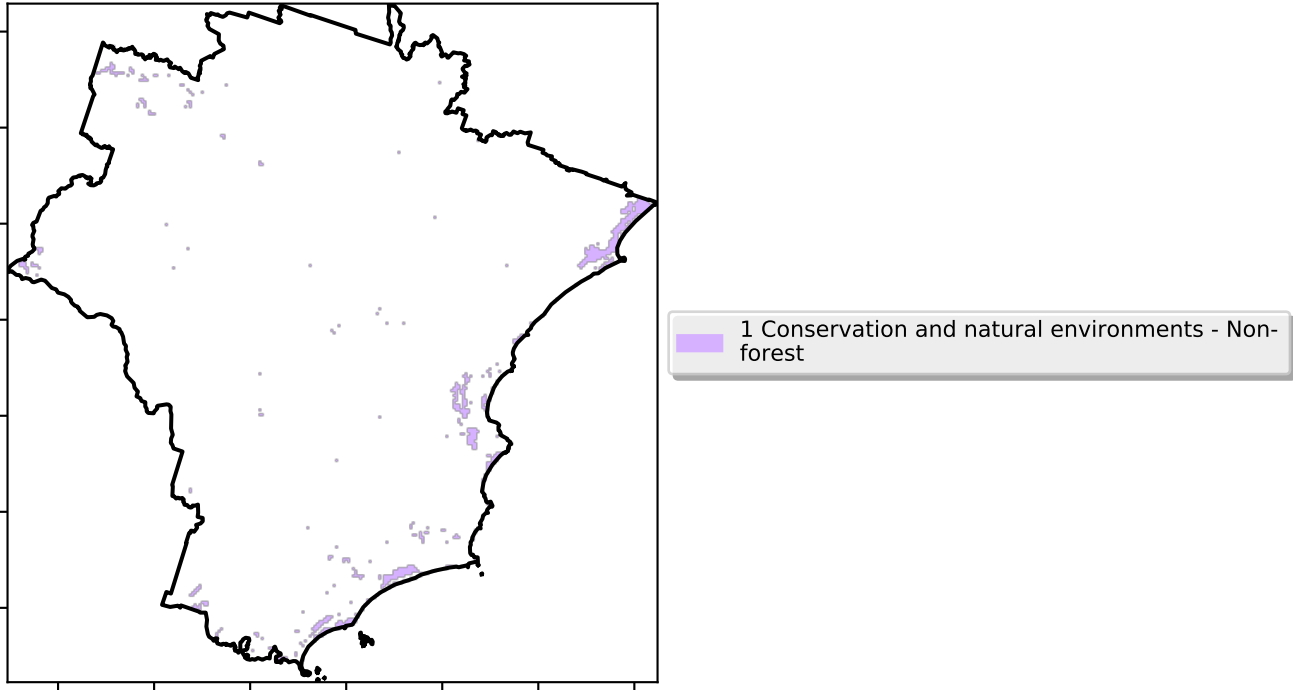 1 Conservation and natural environments - Non-
forest